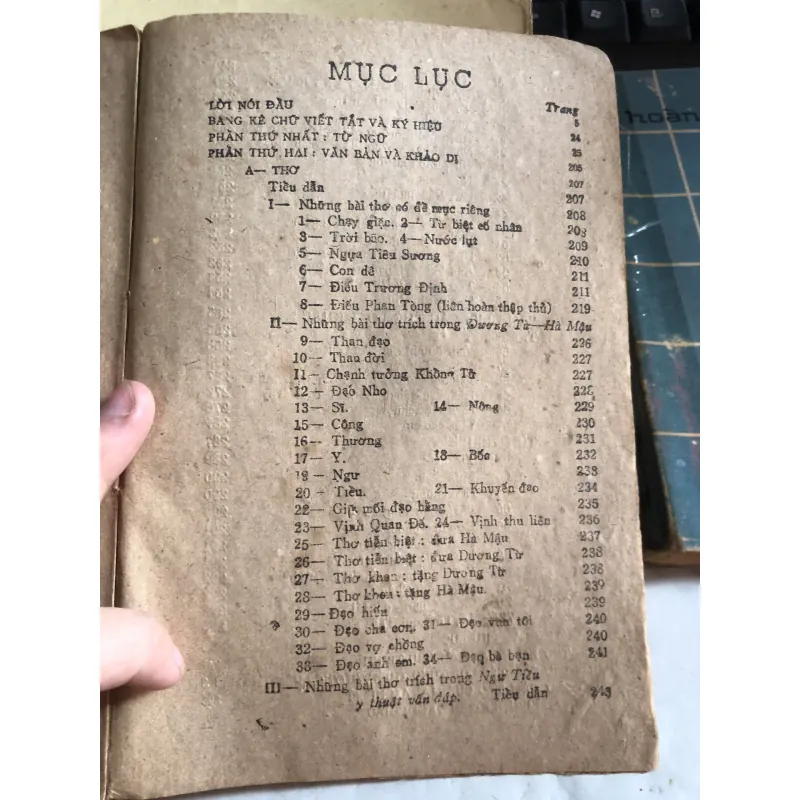 MỤC LỤC
Trang
LỜI NÓI ĐẦU 5
BẢNG KÊ CHỮ VIẾT TẮT VÀ KÝ HIỆU 24
PHẦN THỨ NHẤT : TỪ NGỮ 25
PHẦN THỨ HAI : VĂN BẢN VÀ KHẢO DỊ 205
A— THƠ 207
Tiểu dẫn 207
I— Những bài thơ có đề mục riêng 208
1— Chạy giặc. 2— Từ biệt cố nhân 208
3— Trời bão. 4— Nước lụt 209
5— Ngựa Tiêu Sương 210
6— Con dê 211
7— Điếu Trương Định 211
8— Điếu Phan Tòng (liên hoàn thập thủ) 219
II— Những bài thơ trích trong Dương Từ—Hà Mậu
9— Than đạo 226
10— Than đời 227
11— Chạnh tưởng Khổng Tử 227
12— Đạo Nho 228
13— Sĩ. 14— Nông 229
15— Công 230
16— Thương 231
17— Y. 18— Bốc 232
19— Ngư 233
20— Tiều. 21— Khuyến đạo 234
22— Giữ mối đạo hằng 235
23— Vịnh Quan Đế. 24— Vịnh thu liên 236
25— Thơ tiễn biệt : đưa Hà Mậu 237
26— Thơ tiễn biệt : đưa Dương Từ 238
27— Thơ khen : tặng Dương Từ 238
28— Thơ khen : tặng Hà Mậu. 239
29— Đạo hiếu 239
30— Đạo cha con. 31— Đạo vua tôi 240
32— Đạo vợ chồng 240
33— Đạo anh em. 34— Đạo bè bạn 241
III— Những bài thơ trích trong Ngư Tiều
y thuật vấn đáp. Tiểu dẫn 243
hoàn